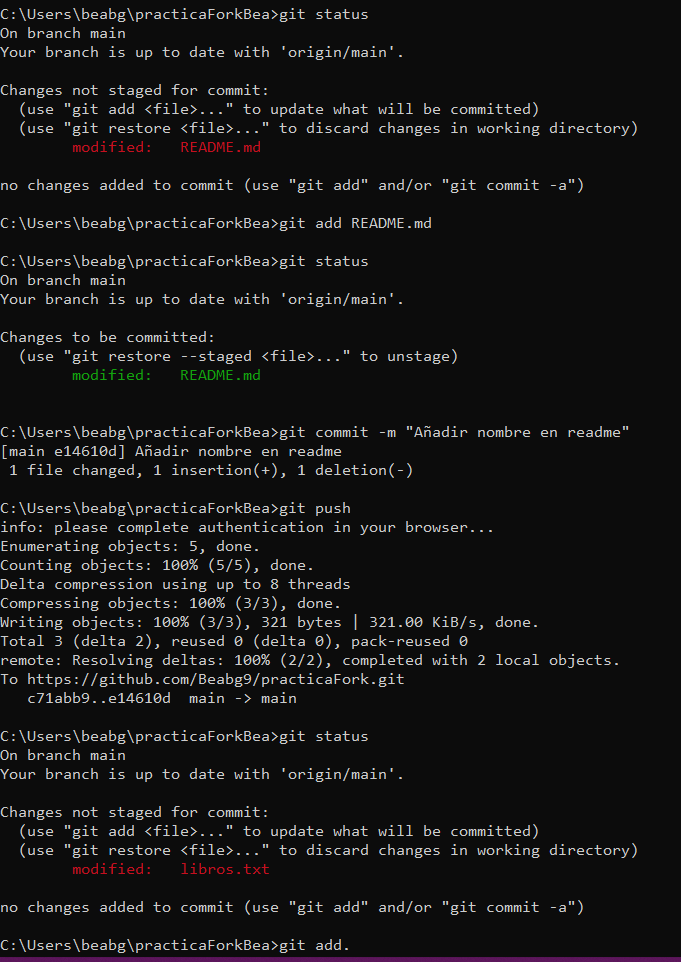 C:\Users\beabg\practicaForkBea>git status
On branch main
Your branch is up to date with 'origin/main'.
Changes not staged for commit:
  (use "git add <file>..." to update what will be committed)
  (use "git restore <file>..." to discard changes in working directory)
        modified:   README.md
no changes added to commit (use "git add" and/or "git commit -a")
C:\Users\beabg\practicaForkBea>git add README.md
C:\Users\beabg\practicaForkBea>git status
On branch main
Your branch is up to date with 'origin/main'.
Changes to be committed:
  (use "git restore --staged <file>..." to unstage)
        modified:   README.md
C:\Users\beabg\practicaForkBea>git commit -m "Añadir nombre en readme"
[main e14610d] Añadir nombre en readme
 1 file changed, 1 insertion(+), 1 deletion(-)
C:\Users\beabg\practicaForkBea>git push
info: please complete authentication in your browser...
Enumerating objects: 5, done.
Counting objects: 100% (5/5), done.
Delta compression using up to 8 threads
Compressing objects: 100% (3/3), done.
Writing objects: 100% (3/3), 321 bytes | 321.00 KiB/s, done.
Total 3 (delta 2), reused 0 (delta 0), pack-reused 0
remote: Resolving deltas: 100% (2/2), completed with 2 local objects.
To https://github.com/Beabg9/practicaFork.git
   c71abb9..e14610d  main -> main
C:\Users\beabg\practicaForkBea>git status
On branch main
Your branch is up to date with 'origin/main'.
Changes not staged for commit:
  (use "git add <file>..." to update what will be committed)
  (use "git restore <file>..." to discard changes in working directory)
        modified:   libros.txt
no changes added to commit (use "git add" and/or "git commit -a")
C:\Users\beabg\practicaForkBea>git add.